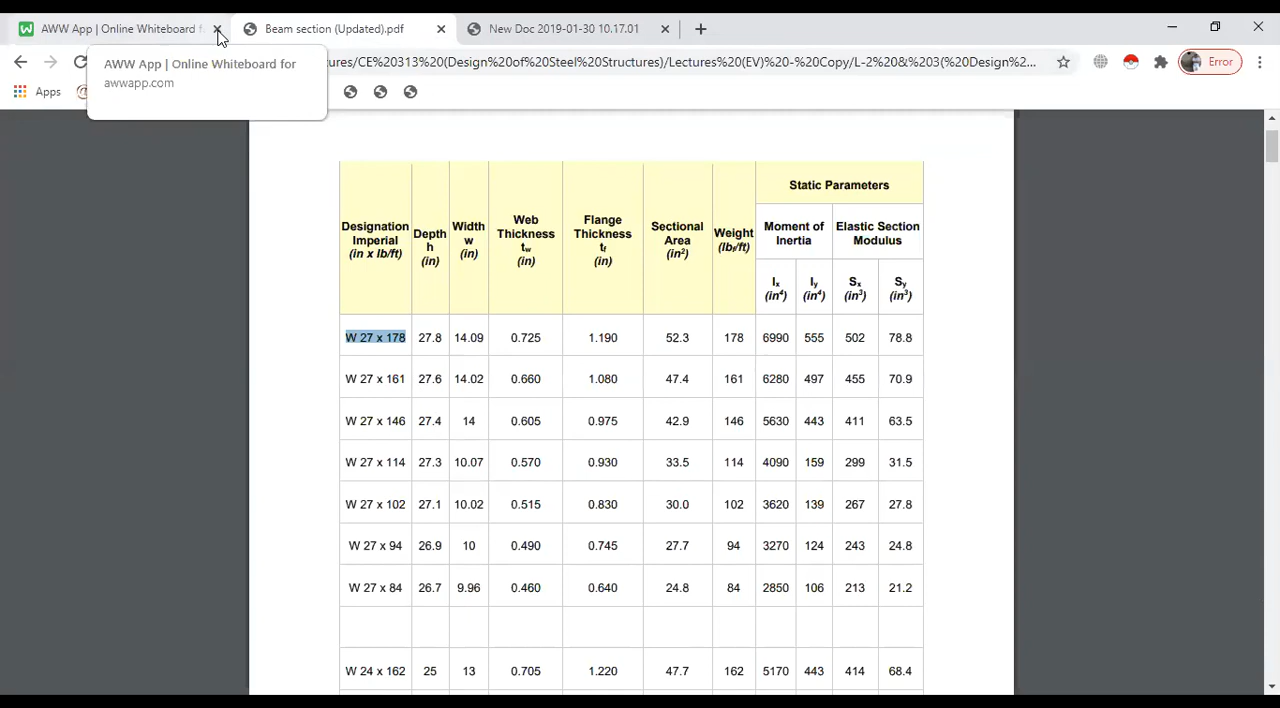 AWW App | Online Whiteboard f
Beam section (Updated).pdf
New Doc 2019-01-30 10.17.01
AWW App | Online Whiteboard for
awwapp.com
tures/CE%20313%20(Design%20of%20Steel%20Structures)/Lectures%20(EV)%20-%20Copy/L-2%20&%203(%20Design%2...
Error
Apps
Designation Imperial (in x lb/ft)
Depth h (in)
Width w (in)
Web Thickness tw (in)
Flange Thickness tf (in)
Sectional Area (in²)
Weight (lbf/ft)
Static Parameters
Moment of Inertia
Elastic Section Modulus
Ix (in⁴) Iy (in⁴) Sx (in³) Sy (in³)
W 27 x 178 27.8 14.09 0.725 1.190 52.3 178 6990 555 502 78.8
W 27 x 161 27.6 14.02 0.660 1.080 47.4 161 6280 497 455 70.9
W 27 x 146 27.4 14 0.605 0.975 42.9 146 5630 443 411 63.5
W 27 x 114 27.3 10.07 0.570 0.930 33.5 114 4090 159 299 31.5
W 27 x 102 27.1 10.02 0.515 0.830 30.0 102 3620 139 267 27.8
W 27 x 94 26.9 10 0.490 0.745 27.7 94 3270 124 243 24.8
W 27 x 84 26.7 9.96 0.460 0.640 24.8 84 2850 106 213 21.2
W 24 x 162 25 13 0.705 1.220 47.7 162 5170 443 414 68.4